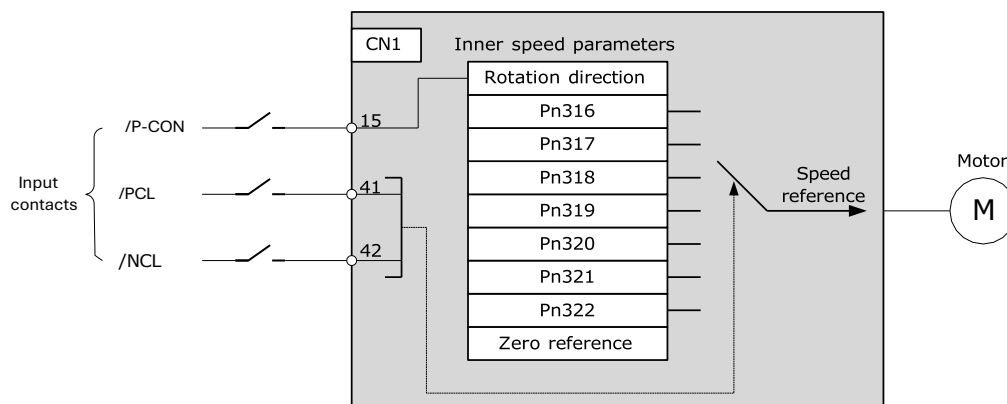 CN1
Inner speed parameters
Rotation direction
Pn316
Pn317
Pn318
Pn319
Pn320
Pn321
Pn322
Zero reference
Input
contacts
/P-CON
/PCL
/NCL
15
41
42
Speed
reference
Motor
M